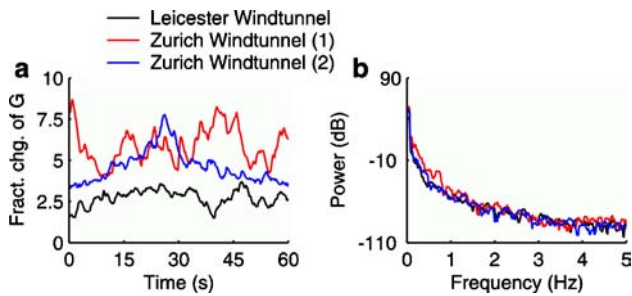 Leicester Windtunnel
Zurich Windtunnel (1)
Zurich Windtunnel (2)
a
10
7.5
5
2.5
0
Fract. chg. of G
0 15 30 45 60
Time (s)
b
90
-10
-110
Power (dB)
0 1 2 3 4 5
Frequency (Hz)